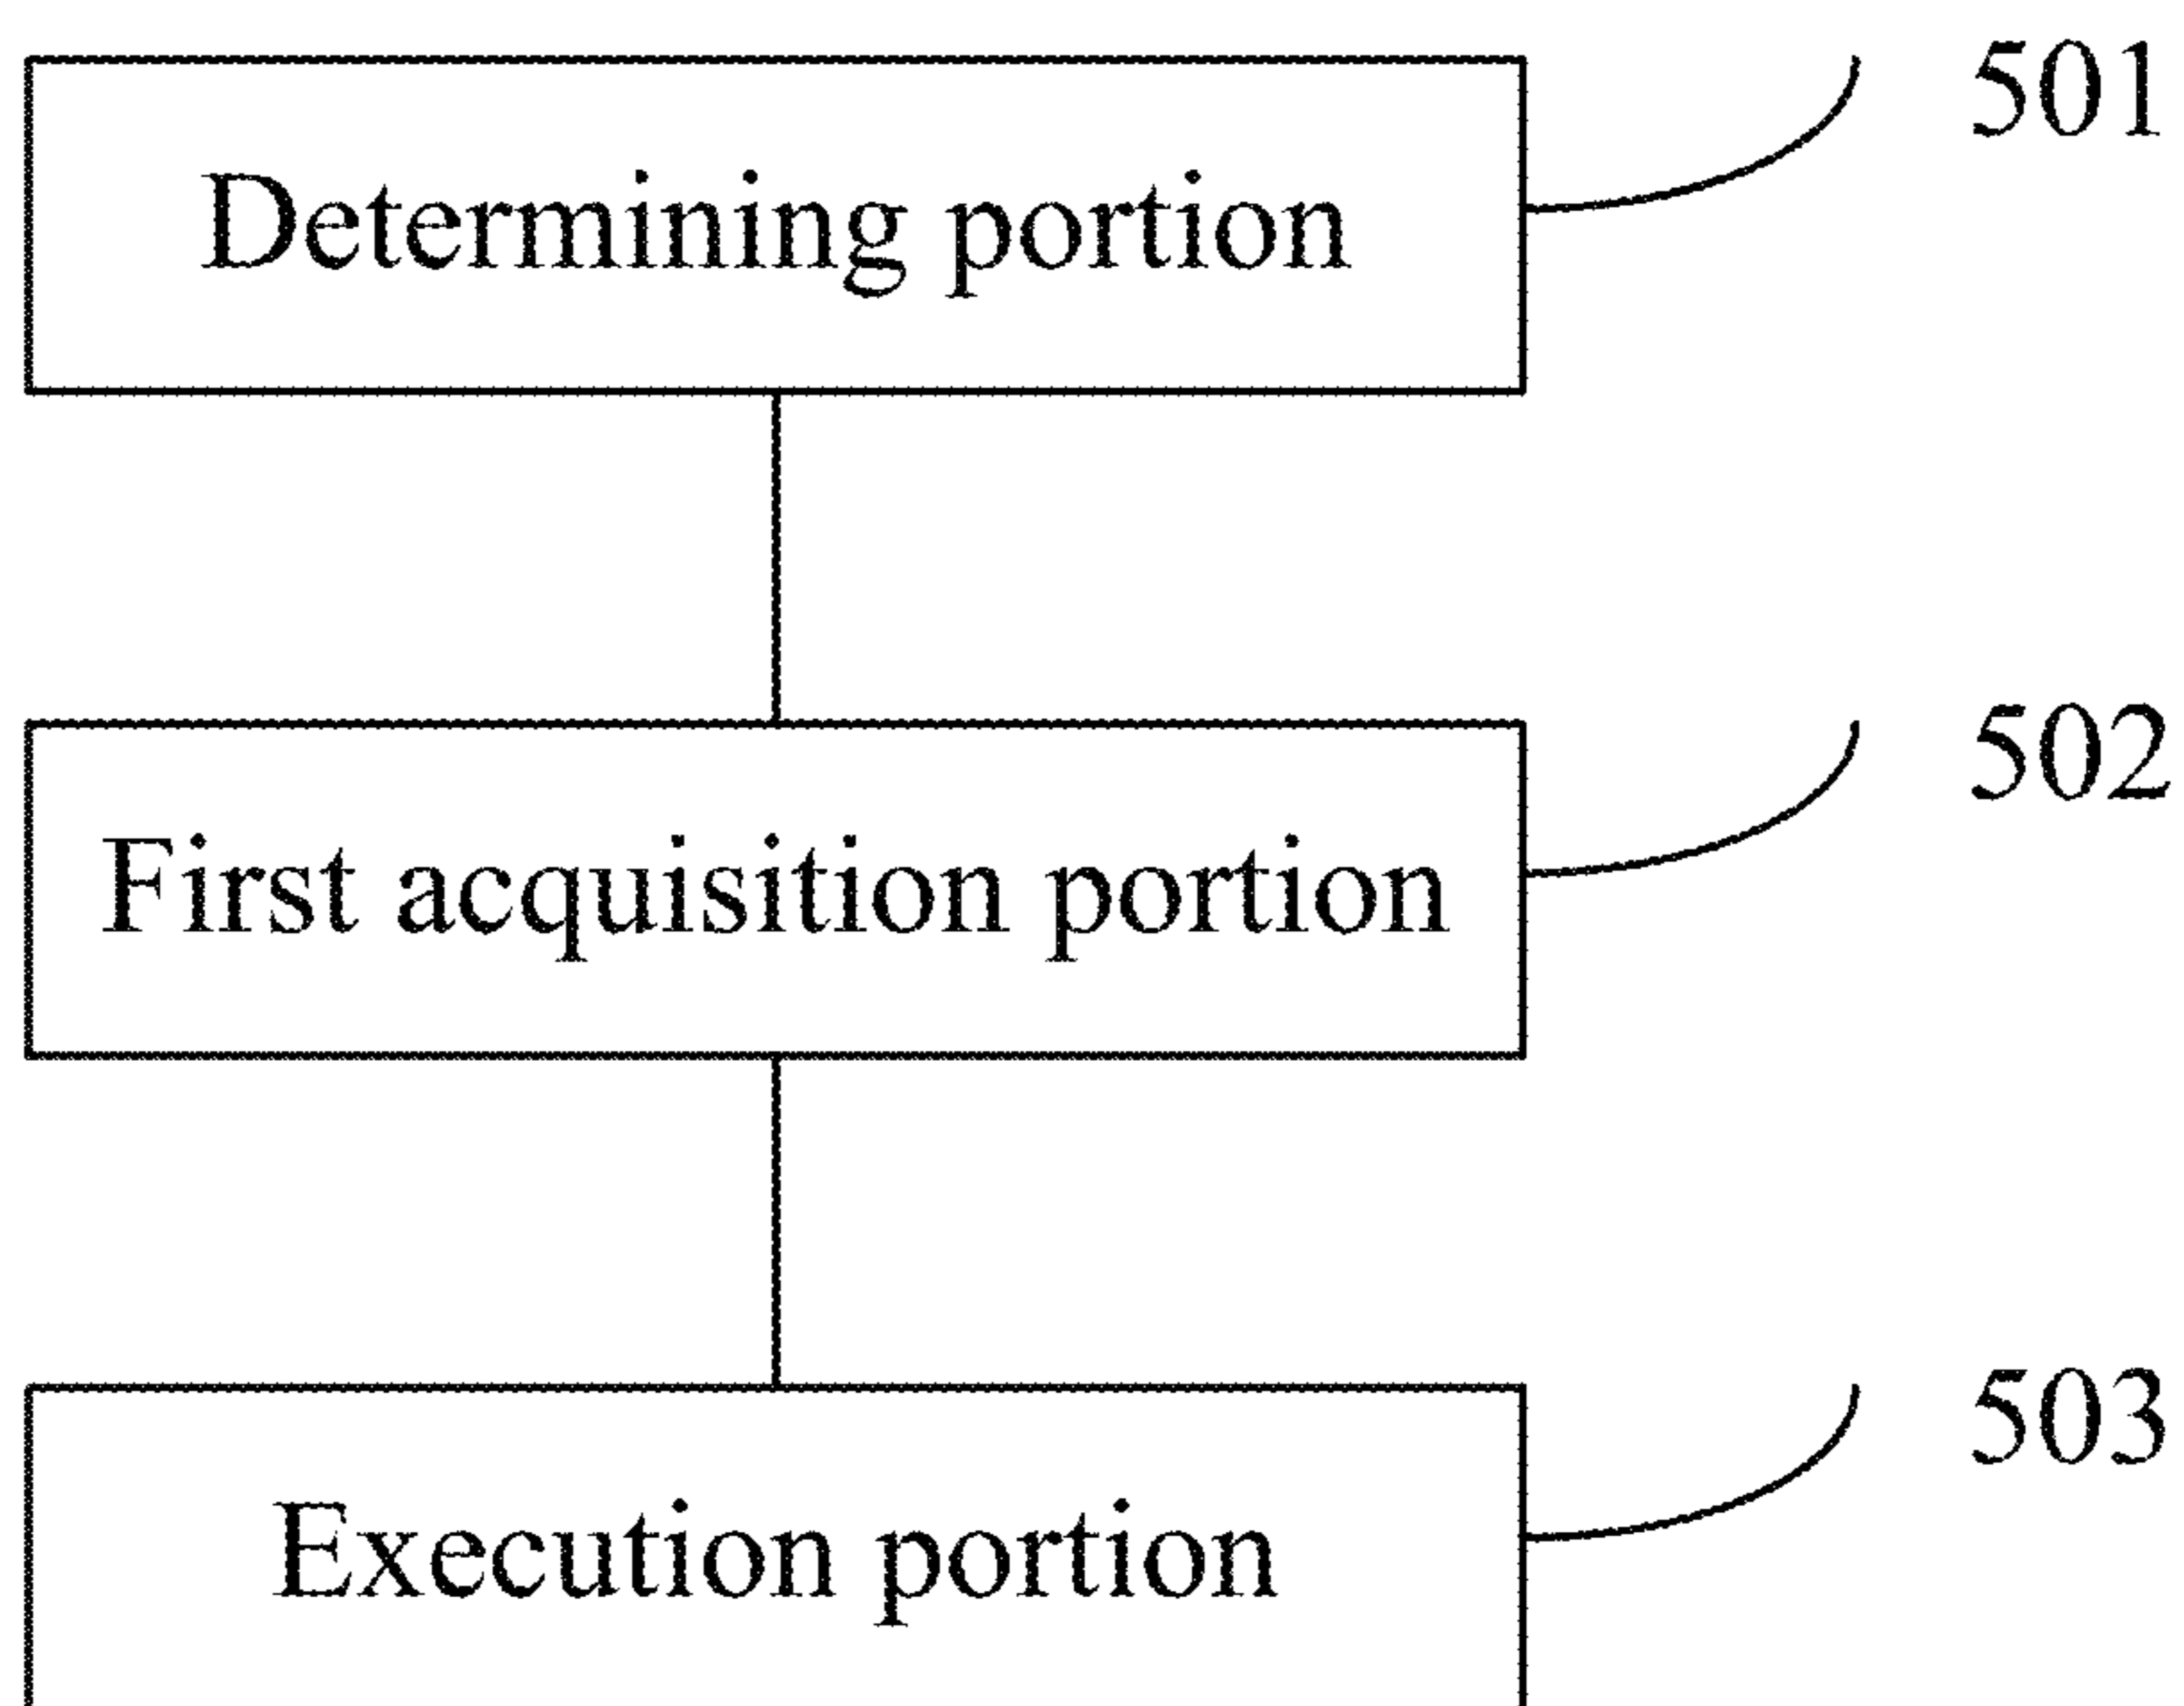 501
Determining portion
502
First acquisition portion
503
Execution portion